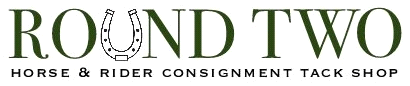 ROUND TWO
HORSE & RIDER CONSIGNMENT TACK SHOP